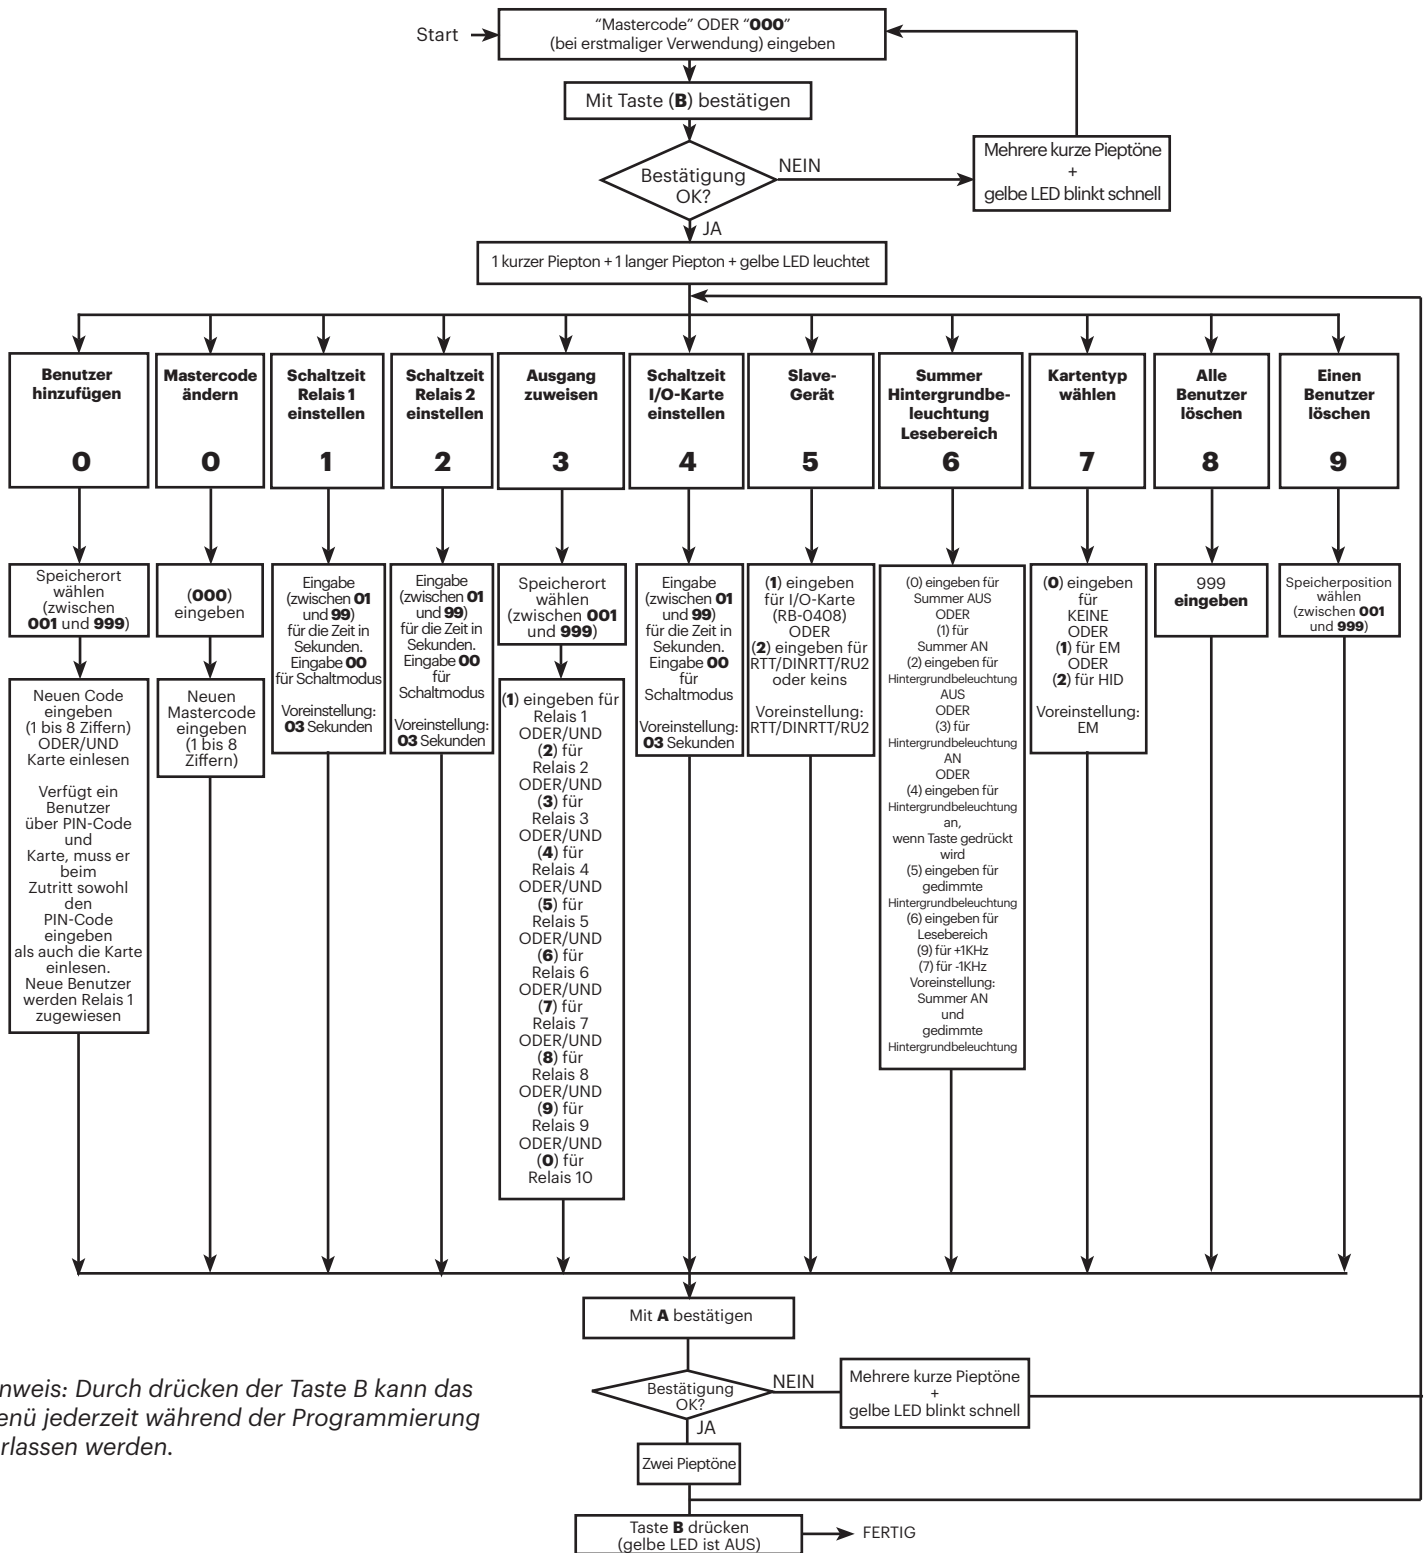 Start
“Mastercode” ODER “000”
(bei erstmaliger Verwendung) eingeben
Mit Taste (B) bestätigen
Bestätigung
OK?
NEIN
Mehrere kurze Pieptöne
+
gelbe LED blinkt schnell
JA
1 kurzer Piepton + 1 langer Piepton + gelbe LED leuchtet
Benutzer
hinzufügen
0
Mastercode
ändern
0
Schaltzeit
Relais 1
einstellen
1
Schaltzeit
Relais 2
einstellen
2
Ausgang
zuweisen
3
Schaltzeit
I/O-Karte
einstellen
4
Slave-
Gerät
5
Summer
Hintergrundbe-
leuchtung
Lesebereich
6
Kartentyp
wählen
7
Alle
Benutzer
löschen
8
Einen
Benutzer
löschen
9
Speicherort
wählen
(zwischen
001 und 999)
Neuen Code
eingeben
(1 bis 8 Ziffern)
ODER/UND
Karte einlesen
Verfügt ein
Benutzer
über PIN-Code
und
Karte, muss er
beim
Zutritt sowohl
den
PIN-Code
eingeben
als auch die Karte
einlesen.
Neue Benutzer
werden Relais 1
zugewiesen
(000)
eingeben
Neuen
Mastercode
eingeben
(1 bis 8
Ziffern)
Eingabe
(zwischen 01
und 99)
für die Zeit in
Sekunden.
Eingabe 00
für Schaltmodus
Voreinstellung:
03 Sekunden
Eingabe
(zwischen 01
und 99)
für die Zeit in
Sekunden.
Eingabe 00
für
Schaltmodus
Voreinstellung:
03 Sekunden
Speicherort
wählen
(zwischen 001
und 999)
(1) eingeben für
Relais 1
ODER/UND
(2) für
Relais 2
ODER/UND
(3) für
Relais 3
ODER/UND
(4) für
Relais 4
ODER/UND
(5) für
Relais 5
ODER/UND
(6) für
Relais 6
ODER/UND
(7) für
Relais 7
ODER/UND
(8) für
Relais 8
ODER/UND
(9) für
Relais 9
ODER/UND
(0) für
Relais 10
Eingabe
(zwischen 01
und 99)
für die Zeit in
Sekunden.
Eingabe 00
für
Schaltmodus
Voreinstellung:
03 Sekunden
(1) eingeben
für I/O-Karte
(RB-0408)
ODER
(2) eingeben für
RTT/DINRTT/RU2
oder keins
Voreinstellung:
RTT/DINRTT/RU2
(0) eingeben für
Summer AUS
ODER
(1) für
Summer AN
(2) eingeben für
Hintergrundbeleuchtung
AUS
ODER
(3) für
Hintergrundbeleuchtung
AN
ODER
(4) eingeben für
Hintergrundbeleuchtung
an,
wenn Taste gedrückt
wird
(5) eingeben für
gedimmte
Hintergrundbeleuchtung
(6) eingeben für
Lesebereich
(9) für +1KHz
(7) für -1KHz
Voreinstellung:
Summer AN
und
gedimmte
Hintergrundbeleuchtung
(0) eingeben
für
KEINE
ODER
(1) für EM
ODER
(2) für HID
Voreinstellung:
EM
999
eingeben
Speicherposition
wählen
(zwischen 001
und 999)
Mit A bestätigen
Bestätigung
OK?
NEIN
Mehrere kurze Pieptöne
+
gelbe LED blinkt schnell
JA
Zwei Pieptöne
Taste B drücken
(gelbe LED ist AUS)
FERTIG
nweis: Durch drücken der Taste B kann das
enü jederzeit während der Programmierung
rlassen werden.